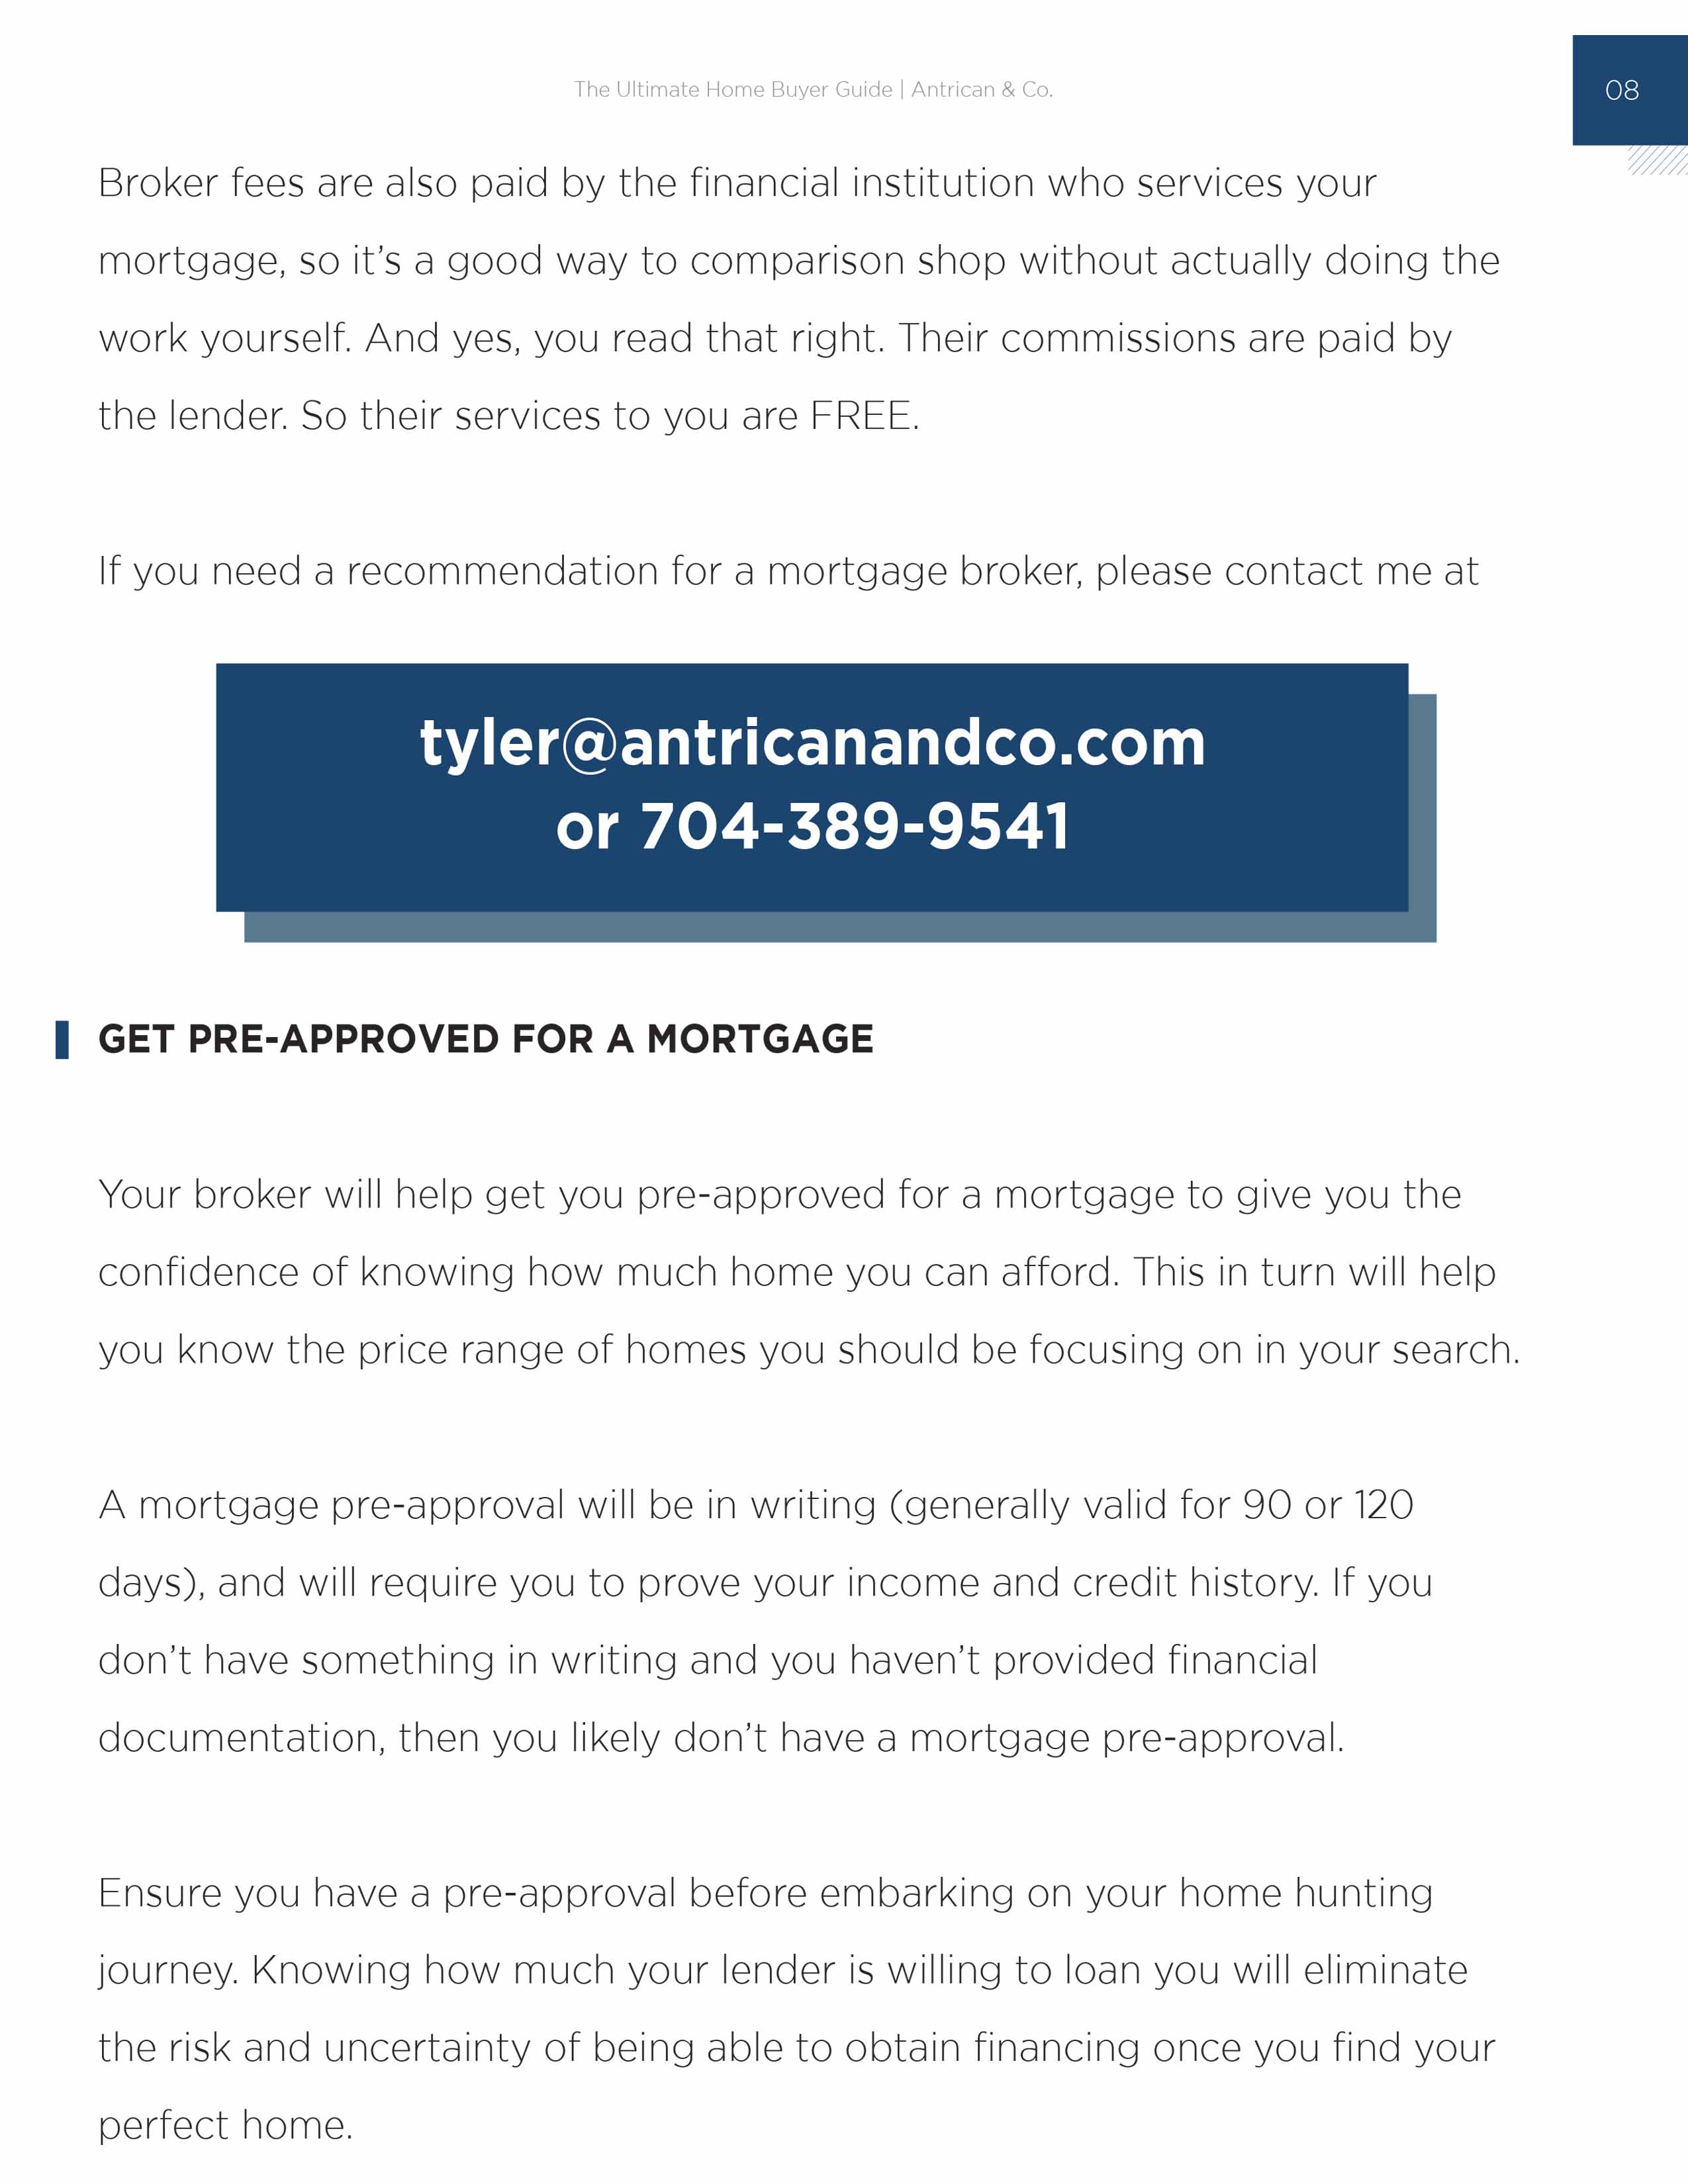 The Ultimate Home Buyer Guide | Antrican & Co.
08
Broker fees are also paid by the financial institution who services your
mortgage, so it’s a good way to comparison shop without actually doing the
work yourself. And yes, you read that right. Their commissions are paid by
the lender. So their services to you are FREE.
If you need a recommendation for a mortgage broker, please contact me at
tyler@antricanandco.com
or 704-389-9541
GET PRE-APPROVED FOR A MORTGAGE
Your broker will help get you pre-approved for a mortgage to give you the
confidence of knowing how much home you can afford. This in turn will help
you know the price range of homes you should be focusing on in your search.
A mortgage pre-approval will be in writing (generally valid for 90 or 120
days), and will require you to prove your income and credit history. If you
don’t have something in writing and you haven’t provided financial
documentation, then you likely don’t have a mortgage pre-approval.
Ensure you have a pre-approval before embarking on your home hunting
journey. Knowing how much your lender is willing to loan you will eliminate
the risk and uncertainty of being able to obtain financing once you find your
perfect home.